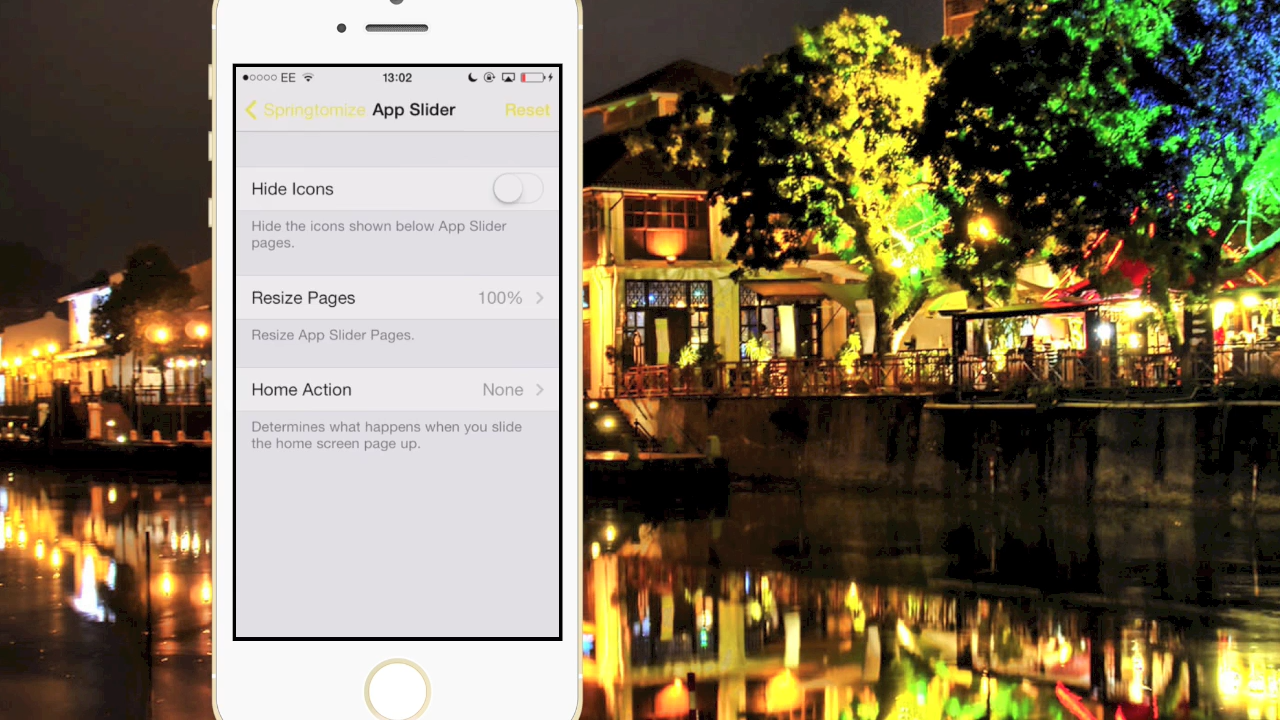 EE 13:02
Springtomize App Slider Reset
Hide Icons
Hide the icons shown below App Slider
pages.
Resize Pages 100%
Resize App Slider Pages.
Home Action None
Determines what happens when you slide
the home screen page up.